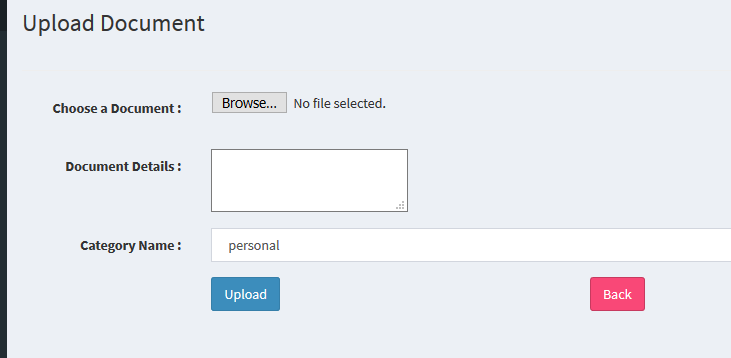 Upload Document
Choose a Document : Browse... No file selected.
Document Details :
Category Name : personal
Upload Back